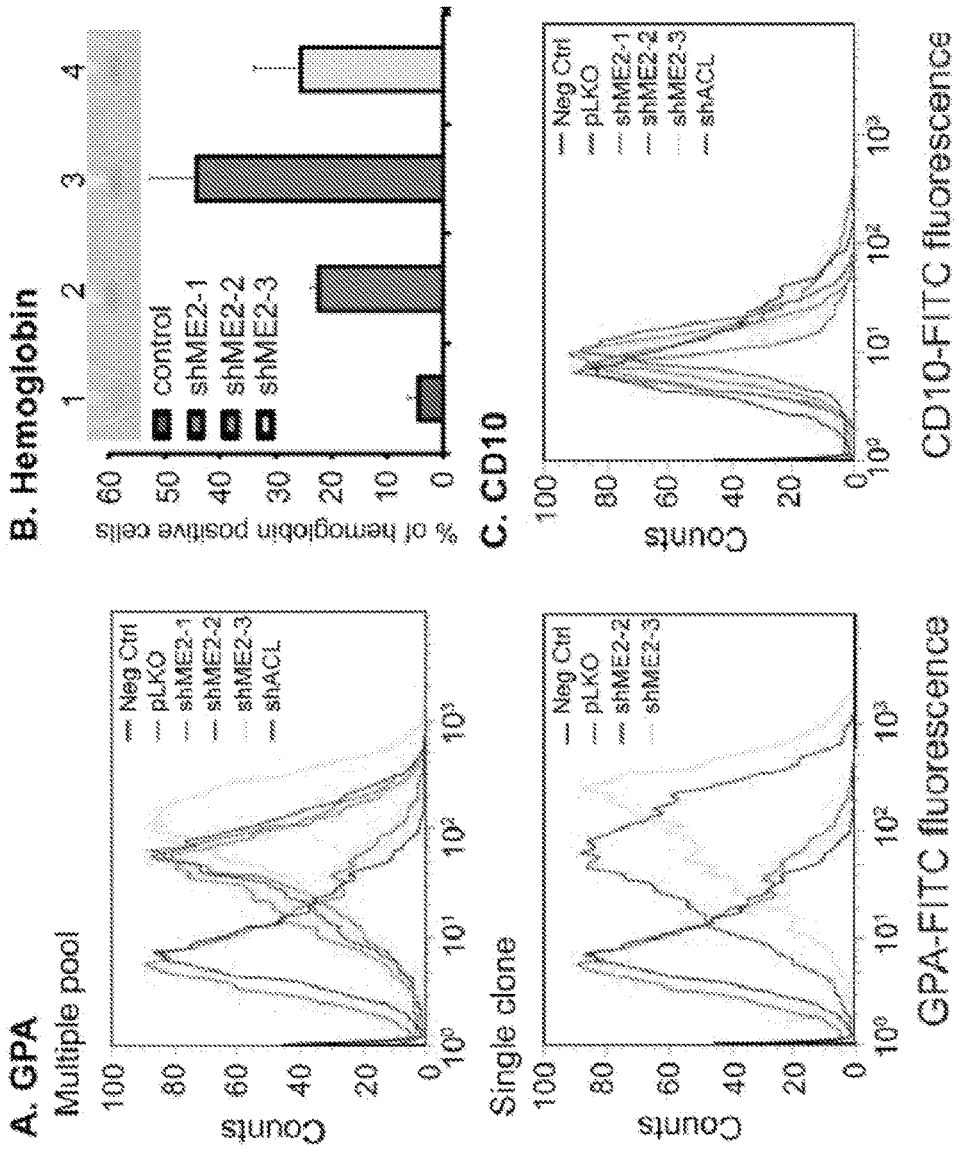 A. GPA
Multiple pool
Counts
100
80
60
40
20
0
10⁰
10¹
10²
10³
Neg Ctrl
pLKO
shME2-1
shME2-2
shME2-3
shACL
Single clone
Counts
100
80
60
40
20
0
10⁰
10¹
10²
10³
Neg Ctrl
pLKO
shME2-2
shME2-3
GPA-FITC fluorescence
B. Hemoglobin
% of hemoglobin positive cells
60
50
40
30
20
10
0
1
2
3
4
control
shME2-1
shME2-2
shME2-3
C. CD10
Counts
100
80
60
40
20
0
10⁰
10¹
10²
10³
Neg Ctrl
pLKO
shME2-1
shME2-2
shME2-3
shACL
CD10-FITC fluorescence